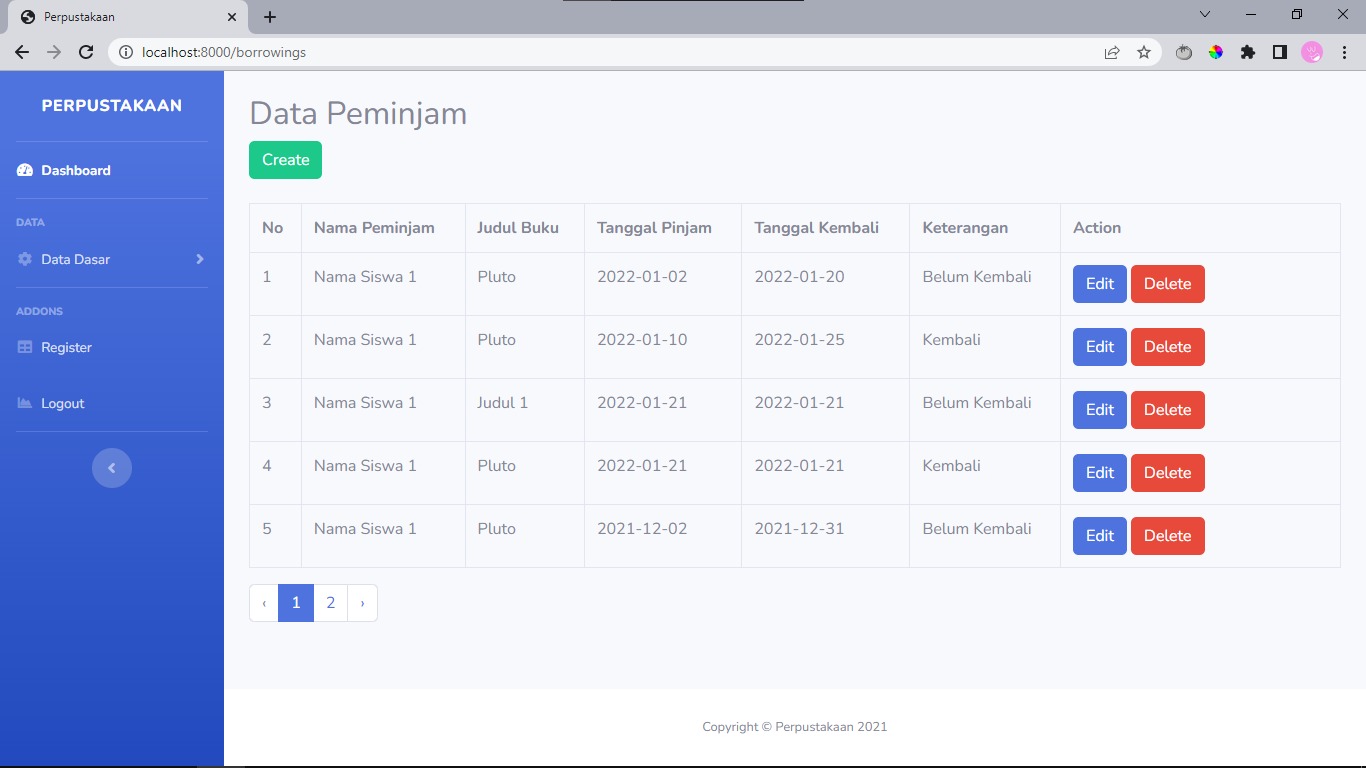 Perpustakaan
localhost:8000/borrowings
PERPUSTAKAAN
Dashboard
DATA
Data Dasar
ADDONS
Register
Logout
Data Peminjam
Create
No Nama Peminjam Judul Buku Tanggal Pinjam Tanggal Kembali Keterangan Action
1 Nama Siswa 1 Pluto 2022-01-02 2022-01-20 Belum Kembali Edit Delete
2 Nama Siswa 1 Pluto 2022-01-10 2022-01-25 Kembali Edit Delete
3 Nama Siswa 1 Judul 1 2022-01-21 2022-01-21 Belum Kembali Edit Delete
4 Nama Siswa 1 Pluto 2022-01-21 2022-01-21 Kembali Edit Delete
5 Nama Siswa 1 Pluto 2021-12-02 2021-12-31 Belum Kembali Edit Delete
‹ 1 2 ›
Copyright © Perpustakaan 2021